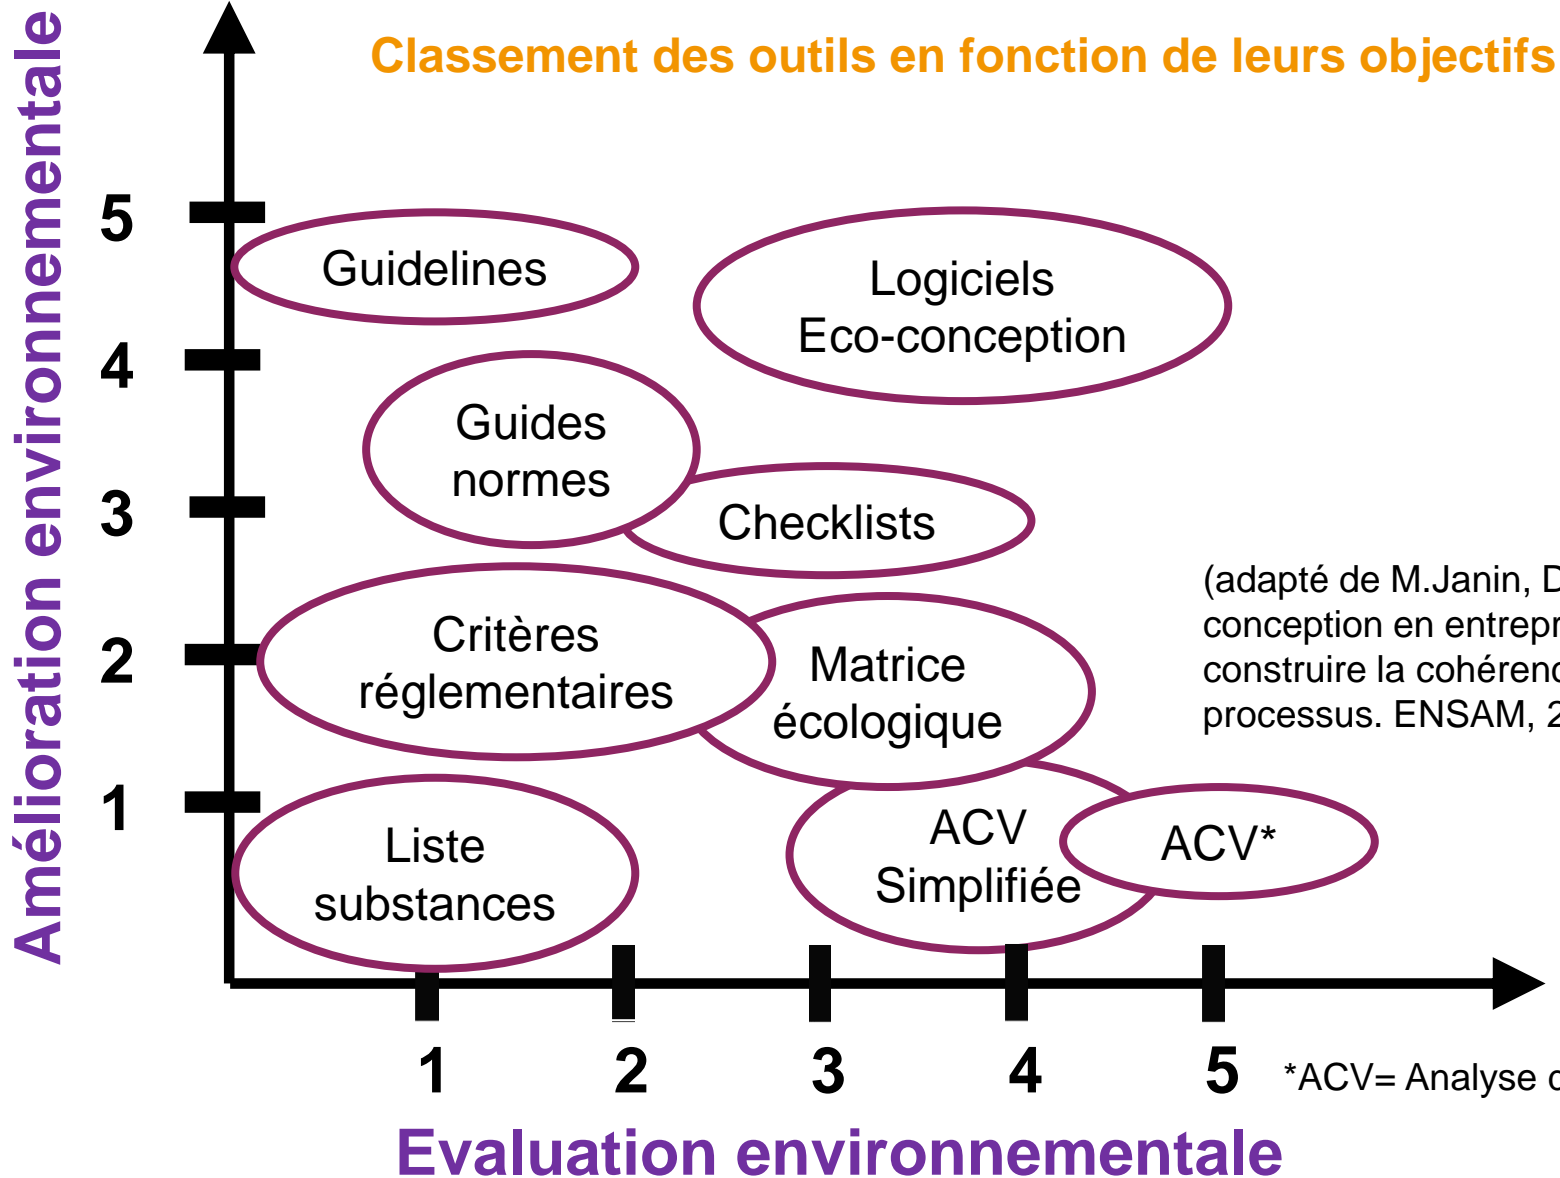 Classement des outils en fonction de leurs objectifs
Amélioration environnementale
5
4
3
2
1
Guidelines
Logiciels
Eco-conception
Guides
normes
Checklists
Critères
réglementaires
Matrice
écologique
(adapté de M.Janin,
conception en
construire la
processus. ENSAM,
Liste
substances
ACV
Simplifiée
ACV*
1
2
3
4
5
*ACV= Analyse
Evaluation environnementale